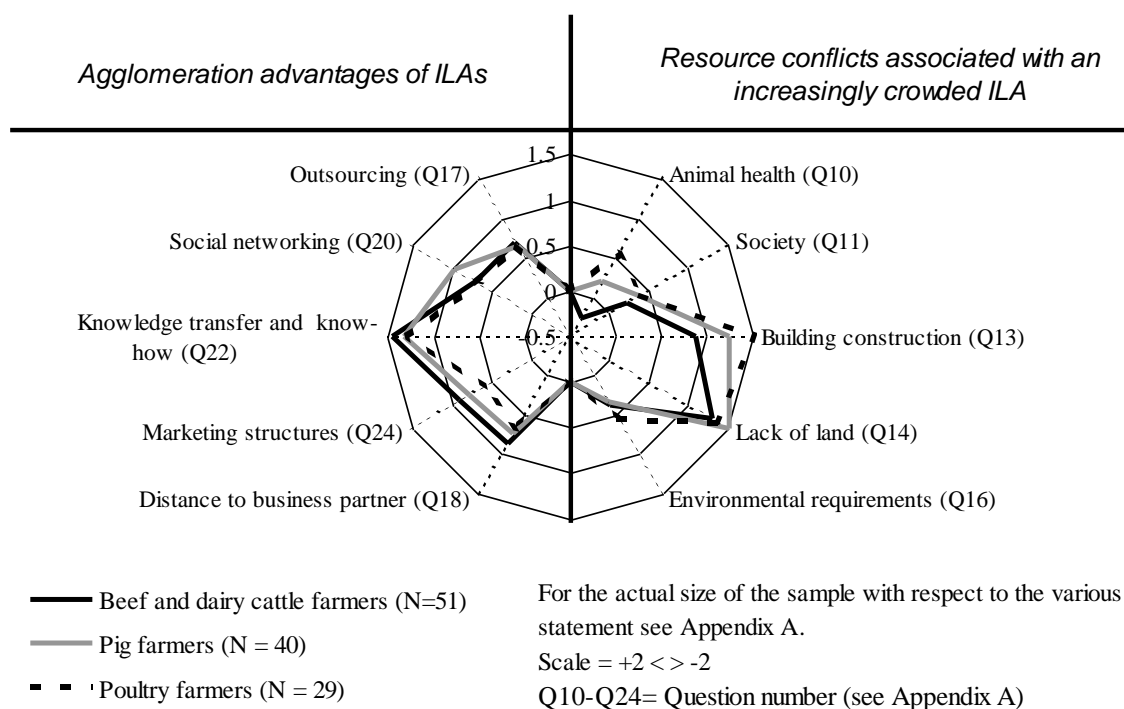 Agglomeration advantages of ILAs
Resource conflicts associated with an
increasingly crowded ILA
1.5
1
0.5
0
-0.5
Outsourcing (Q17)
Social networking (Q20)
Knowledge transfer and know-
how (Q22)
Marketing structures (Q24)
Distance to business partner (Q18)
Animal health (Q10)
Society (Q11)
Building construction (Q13)
Lack of land (Q14)
Environmental requirements (Q16)
Beef and dairy cattle farmers (N=51)
Pig farmers (N = 40)
Poultry farmers (N = 29)
For the actual size of the sample with respect to the various
statement see Appendix A.
Scale = +2 < > -2
Q10-Q24= Question number (see Appendix A)